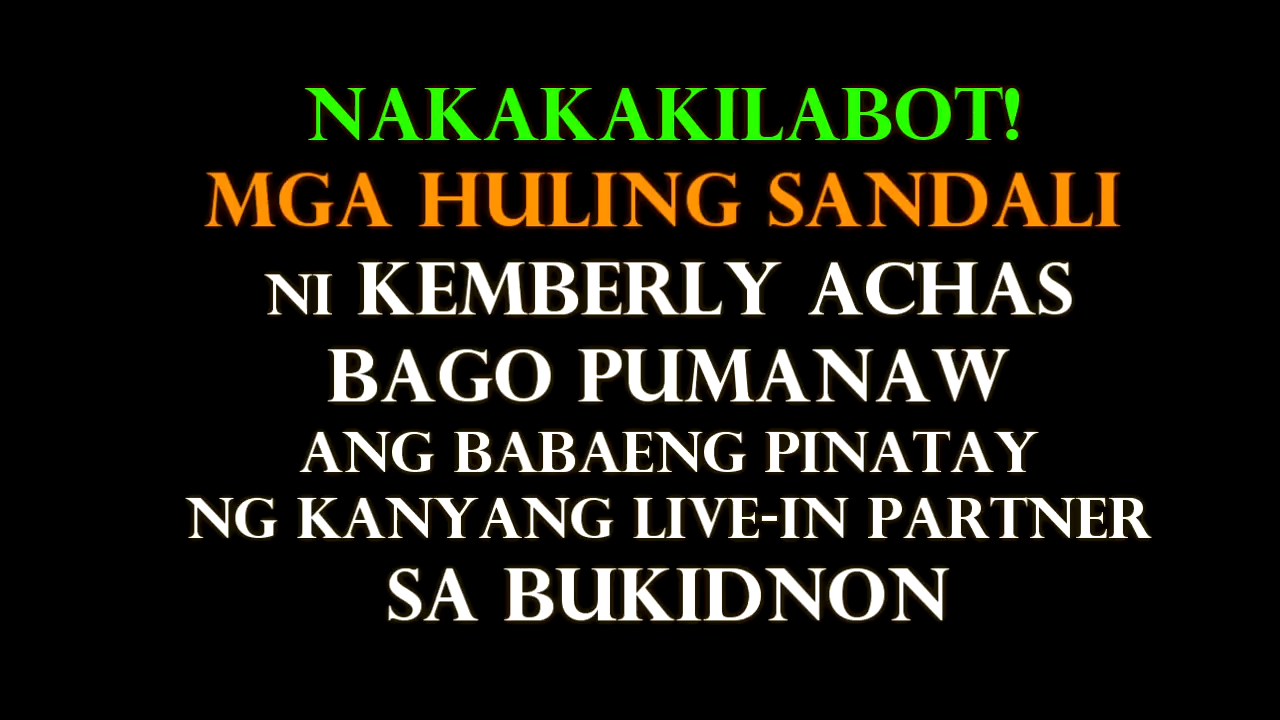 NAKAKAKILABOT!
MGA HULING SANDALI
NI KEMBERLY ACHAS
BAGO PUMANAW
ANG BABAENG PINATAY
NG KANYANG LIVE-IN PARTNER
SA BUKIDNON